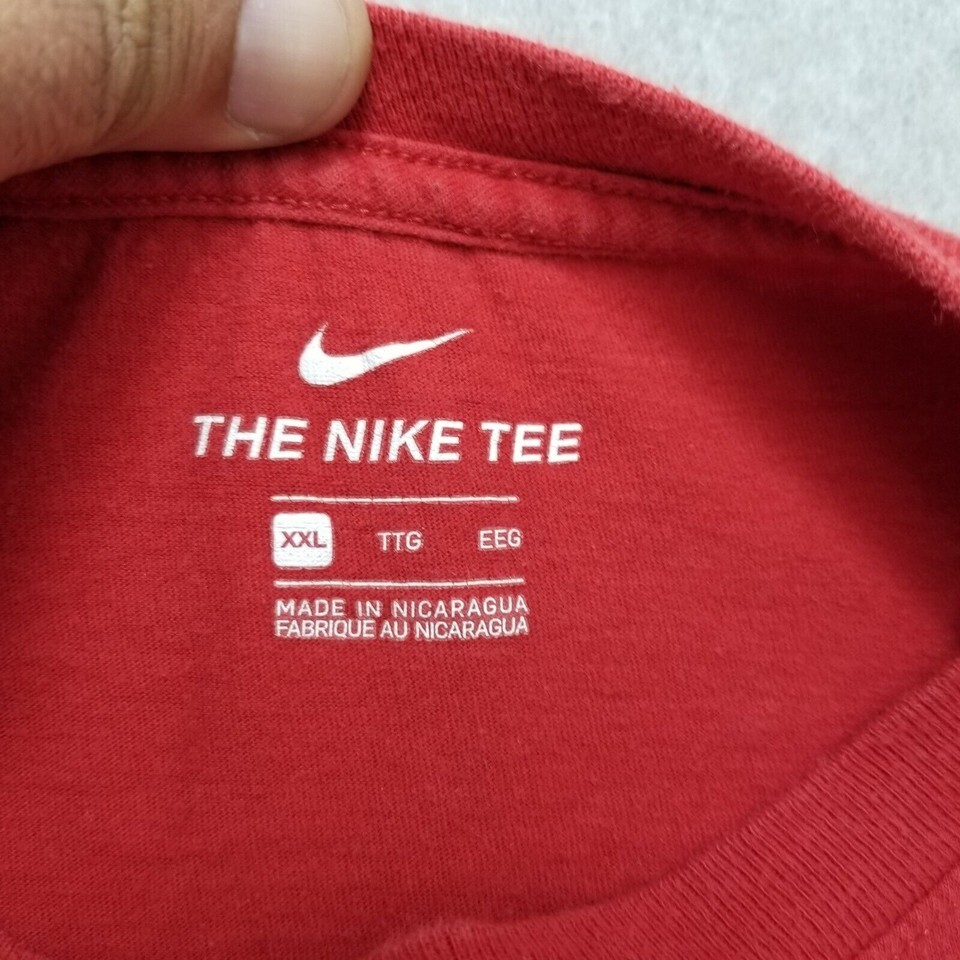 THE NIKE TEE
XXL TTG EEG
MADE IN NICARAGUA
FABRIQUE AU NICARAGUA